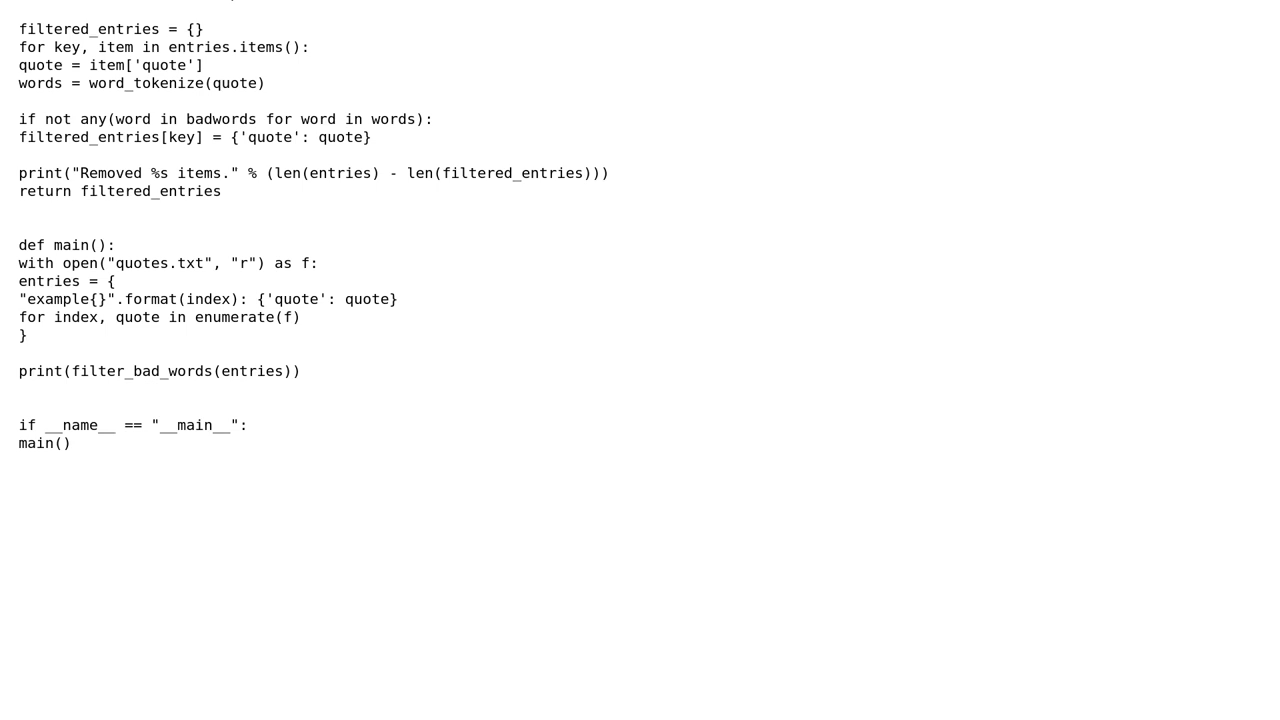 filtered_entries = {}
for key, item in entries.items():
quote = item['quote']
words = word_tokenize(quote)

if not any(word in badwords for word in words):
filtered_entries[key] = {'quote': quote}

print("Removed %s items." % (len(entries) - len(filtered_entries)))
return filtered_entries


def main():
with open("quotes.txt", "r") as f:
entries = {
"example{}".format(index): {'quote': quote}
for index, quote in enumerate(f)
}

print(filter_bad_words(entries))


if __name__ == "__main__":
main()